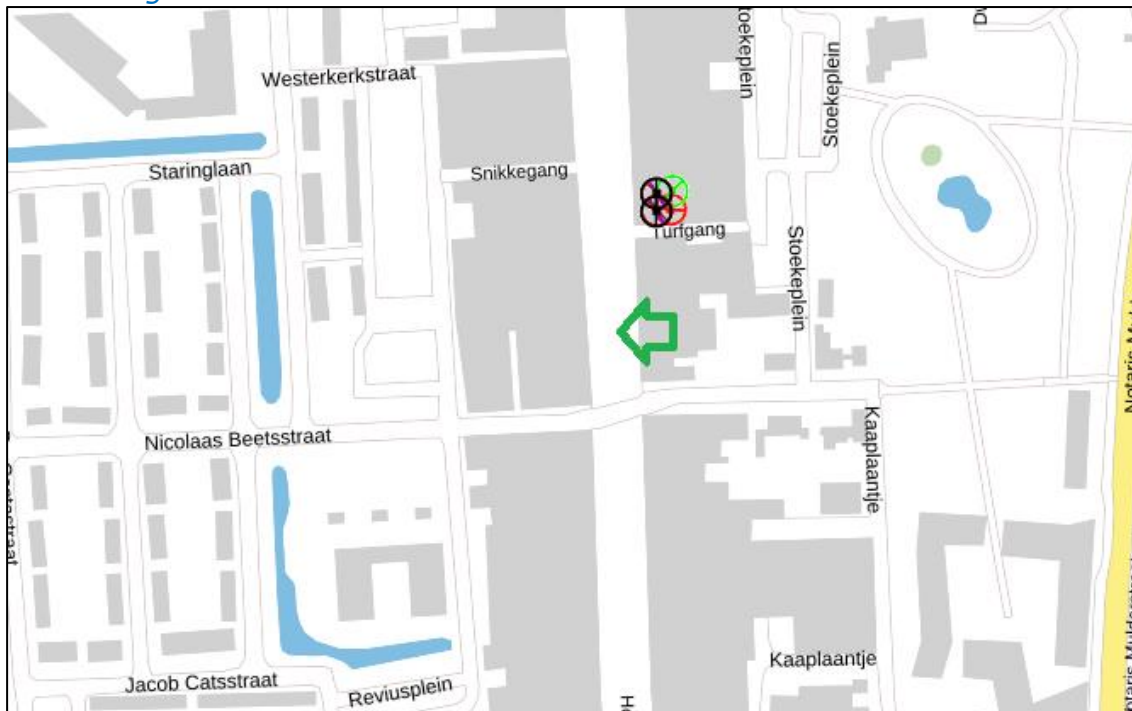 Stoekeplein
Stoekeplein
Westerkerkstraat
Staringlaan
Snikkegang
Turfgang
Stoekeplein
Nicolaas Beetsstraat
Kaaplaantje
Kaaplaantje
Jacob Catsstraat
Reviusplein